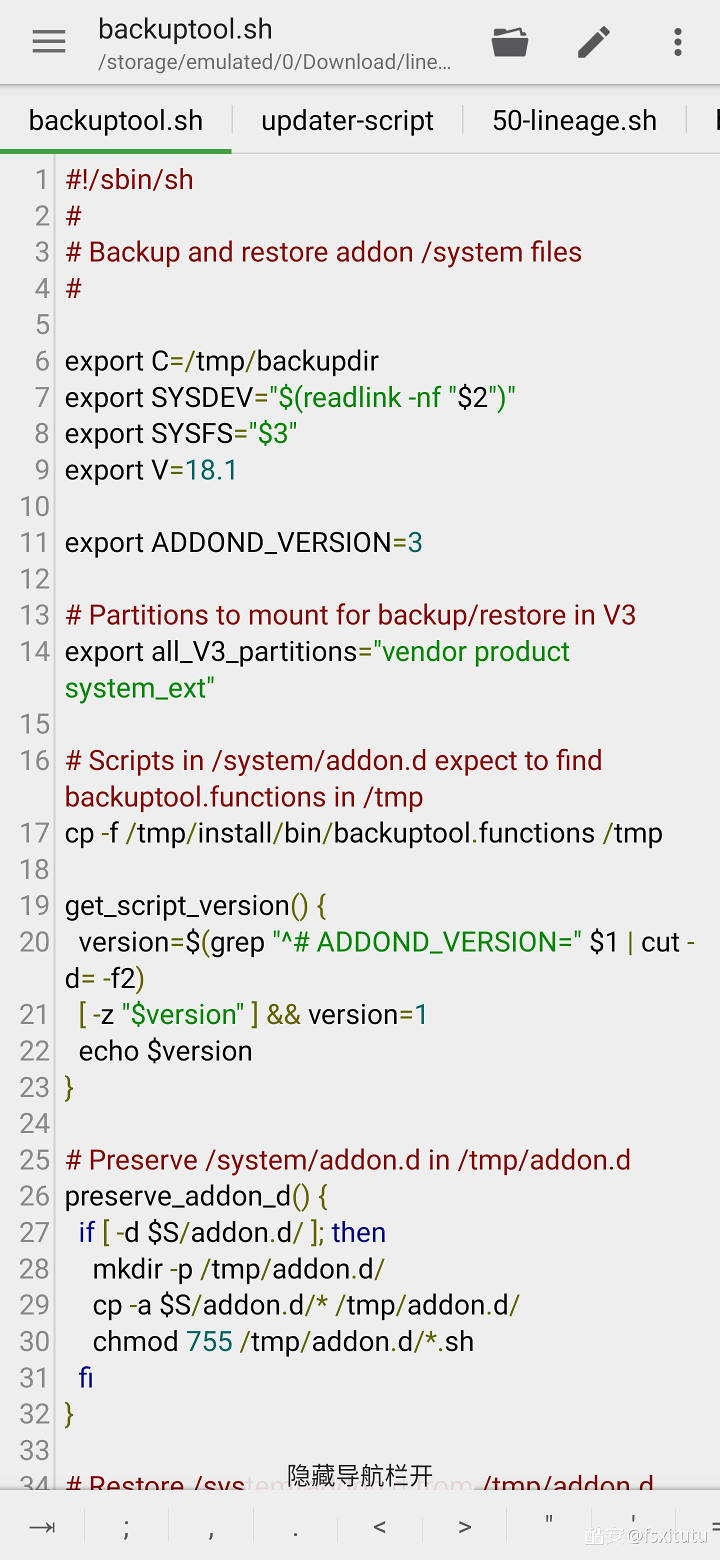 backuptool.sh
/storage/emulated/0/Download/line…
backuptool.sh
updater-script
50-lineage.sh
1 #!/sbin/sh
2 #
3 # Backup and restore addon /system files
4 #
5
6 export C=/tmp/backupdir
7 export SYSDEV="$(readlink -nf "$2")"
8 export SYSFS="$3"
9 export V=18.1
10
11 export ADDOND_VERSION=3
12
13 # Partitions to mount for backup/restore in V3
14 export all_V3_partitions="vendor product
system_ext"
15
16 # Scripts in /system/addon.d expect to find
backuptool.functions in /tmp
17 cp -f /tmp/install/bin/backuptool.functions /tmp
18
19 get_script_version() {
20 version=$(grep "^# ADDOND_VERSION=" $1 | cut -
d= -f2)
21 [ -z "$version" ] && version=1
22 echo $version
23 }
24
25 # Preserve /system/addon.d in /tmp/addon.d
26 preserve_addon_d() {
27 if [ -d $S/addon.d/ ]; then
28 mkdir -p /tmp/addon.d/
29 cp -a $S/addon.d/* /tmp/addon.d/
30 chmod 755 /tmp/addon.d/*.sh
31 fi
32 }
33
34 # Restore /system/addon.d from /tmp/addon.d
隐藏导航栏开
; , . < > " ' =
酷安 @fsxitutu